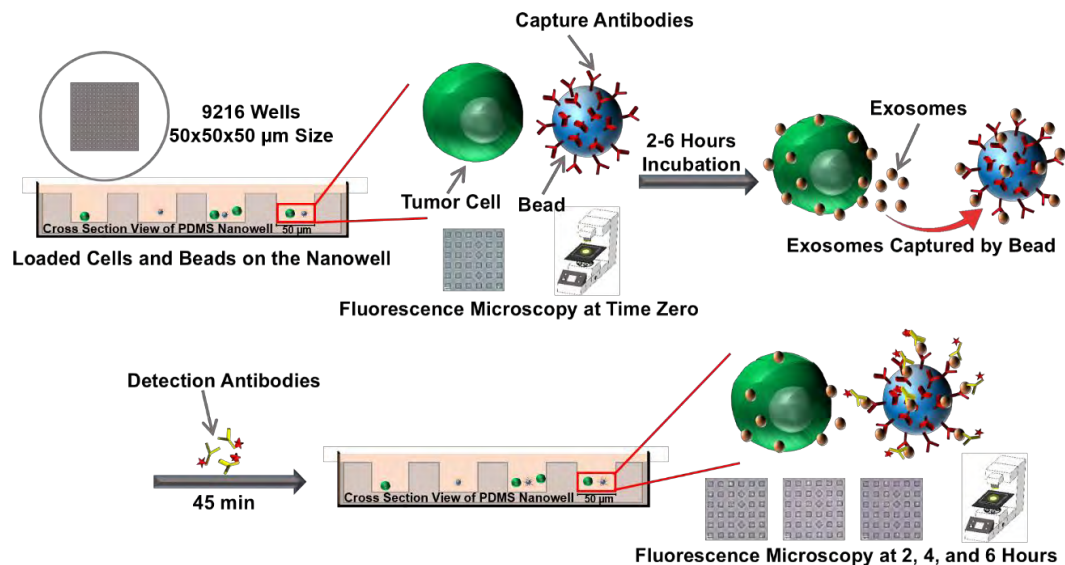 Capture Antibodies
9216 Wells
50x50x50 µm Size
Exosomes
2-6 Hours
Incubation
Tumor Cell
Bead
Cross Section View of PDMS Nanowell
50 µm
Exosomes Captured by Bead
Loaded Cells and Beads on the Nanowell
Fluorescence Microscopy at Time Zero
Detection Antibodies
45 min
Cross Section View of PDMS Nanowell
50 µm
Fluorescence Microscopy at 2, 4, and 6 Hours